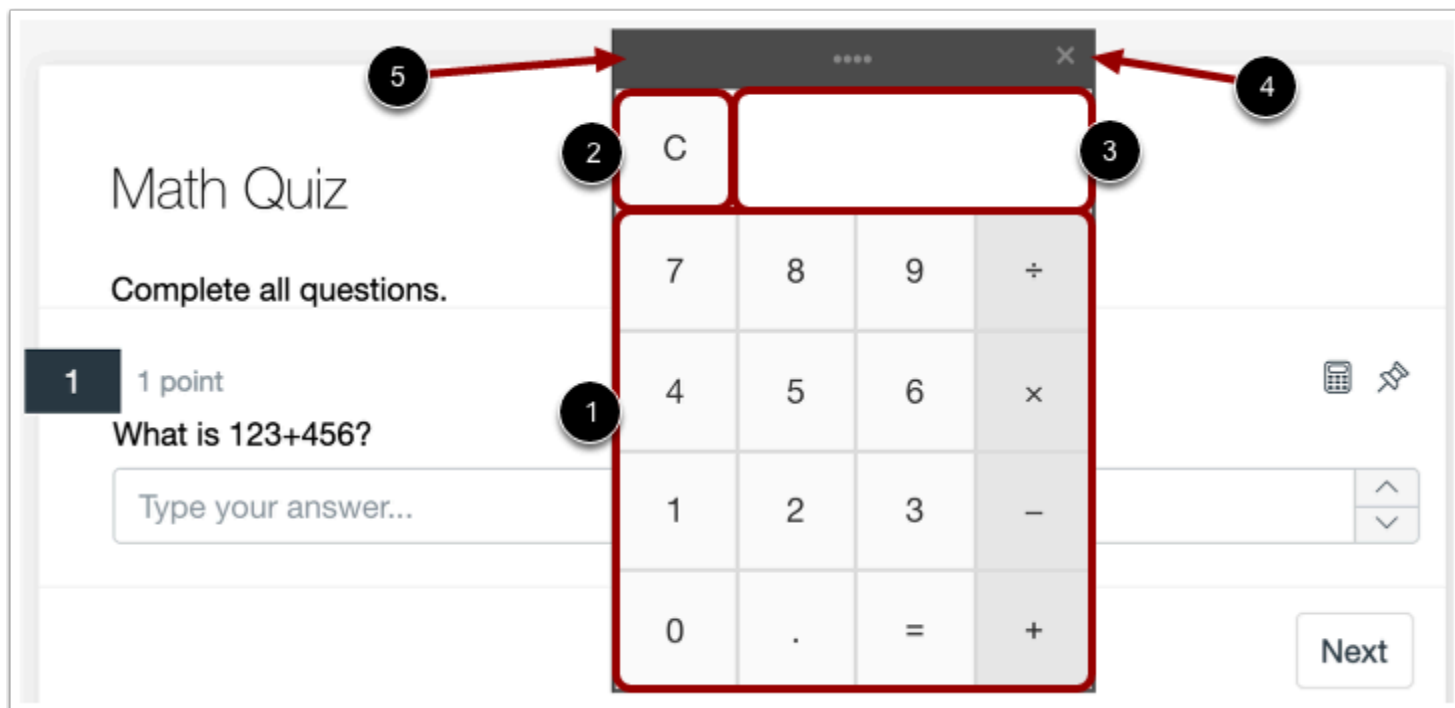 5
4
×
2
C
3
Math Quiz
7 8 9 ÷
Complete all questions.
1 1 point
4 5 6 ×
1
What is 123+456?
Type your answer...
1 2 3 −
0 . = +
Next